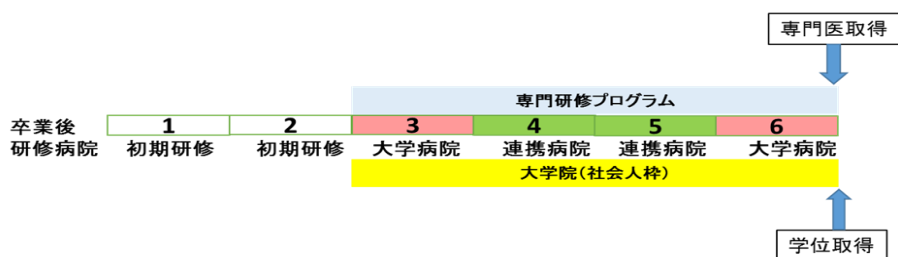 専門医取得
専門研修プログラム
卒業後 1 2 3 4 5 6
研修病院 初期研修 初期研修 大学病院 連携病院 連携病院 大学病院
大学院(社会人枠)
学位取得